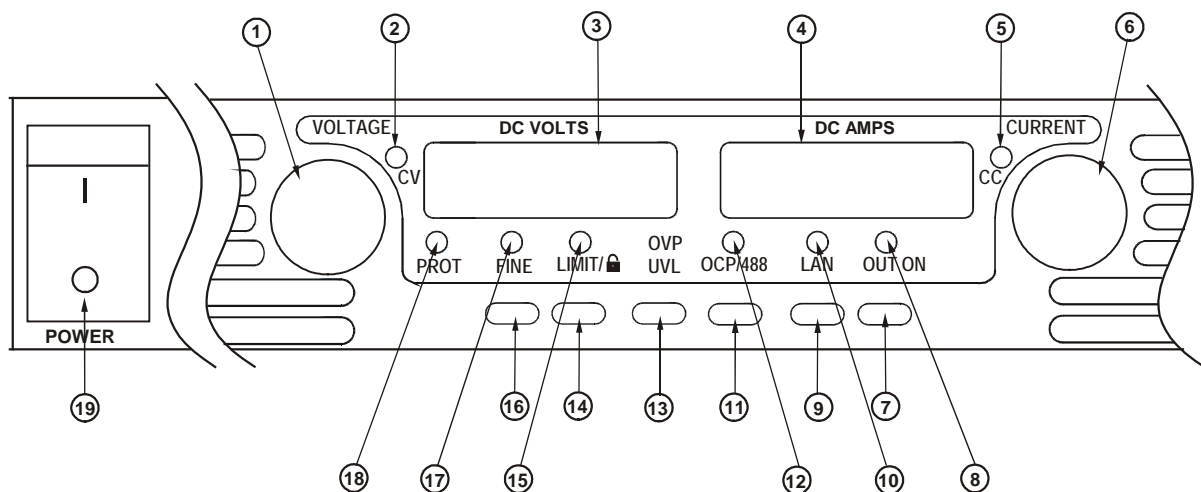 1 2 3 4 5 6
VOLTAGE DC VOLTS DC AMPS CURRENT
CV CC
I
OVP
PROT FINE LIMIT/ UVL OCP/488 LAN OUT ON
POWER
19 16 14 13 11 9 7
18 17 15 12 10 8